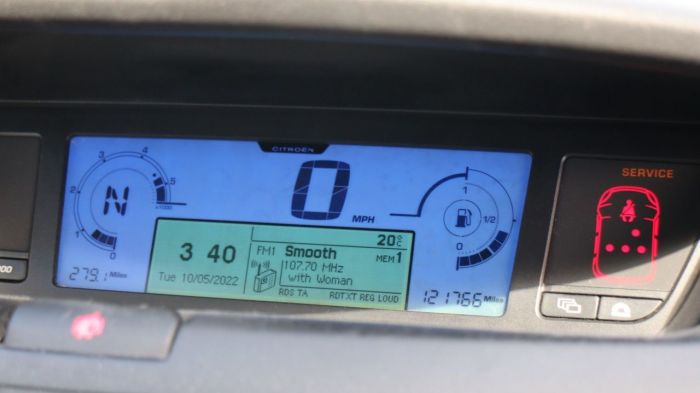 CITROËN
SERVICE
3
4
5
2
1
0
x1000
N
0
MPH
1
1/2
0
3 40
Tue 10/05/2022
20°C
FM1 Smooth MEM1
107.70 MHz
with Woman
RDS TA RDTXT REG LOUD
279.1 Miles
121766 Miles
000